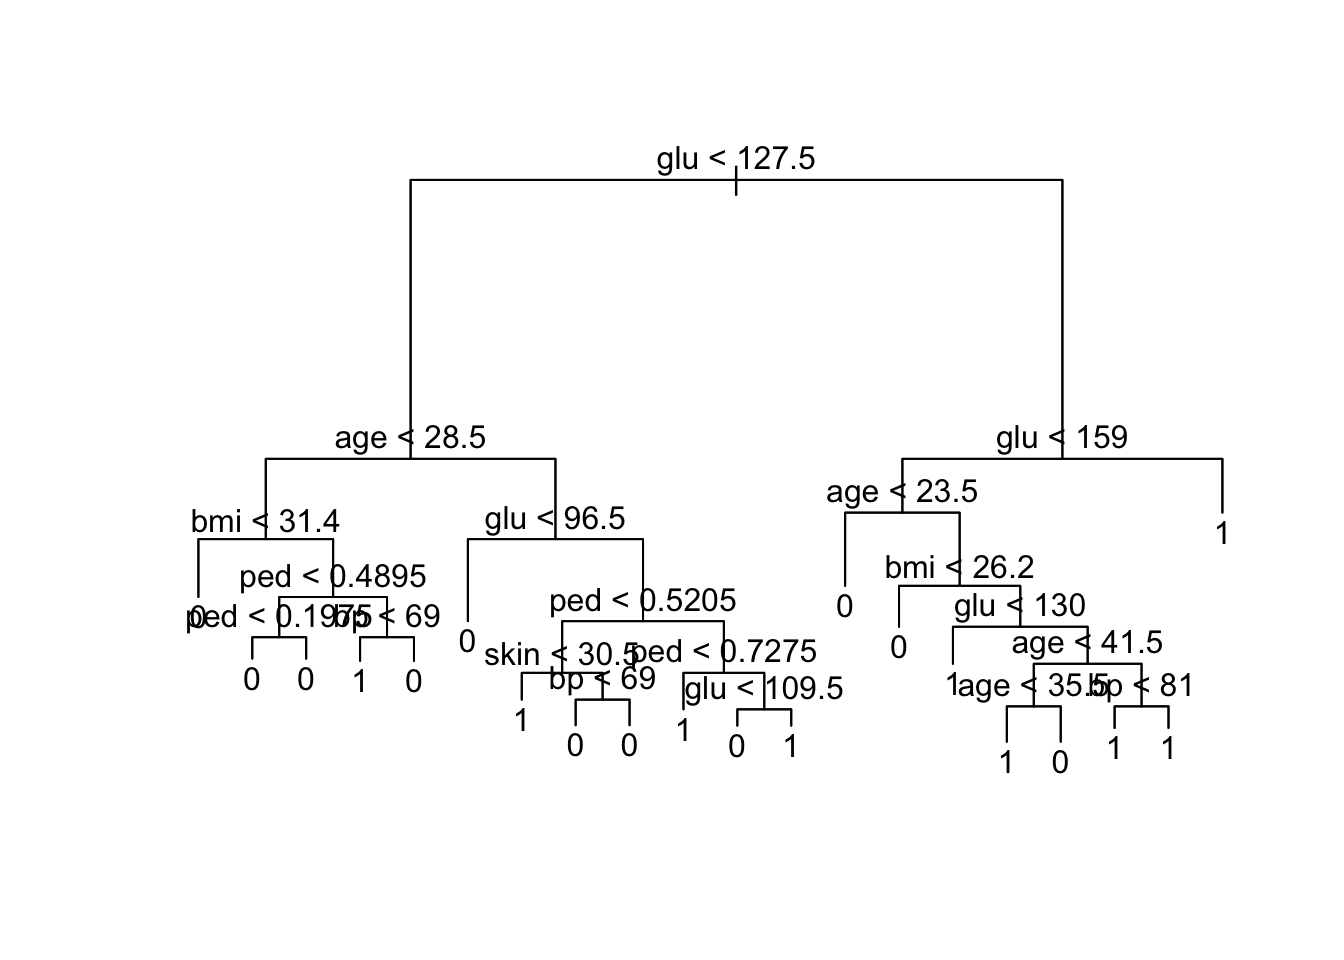 glu < 127.5
age < 28.5
glu < 159
age < 23.5
bmi < 31.4
glu < 96.5
1
bmi < 26.2
ped < 0.4895
ped < 0.5205
0
glu < 130
0
ped < 0.1975
bp < 69
0
0
age < 41.5
skin < 30.5
ped < 0.7275
0
0
1
0
bp < 69
glu < 109.5
1
age < 35.5
bp < 81
1
1
0
0
0
1
1
0
1
1